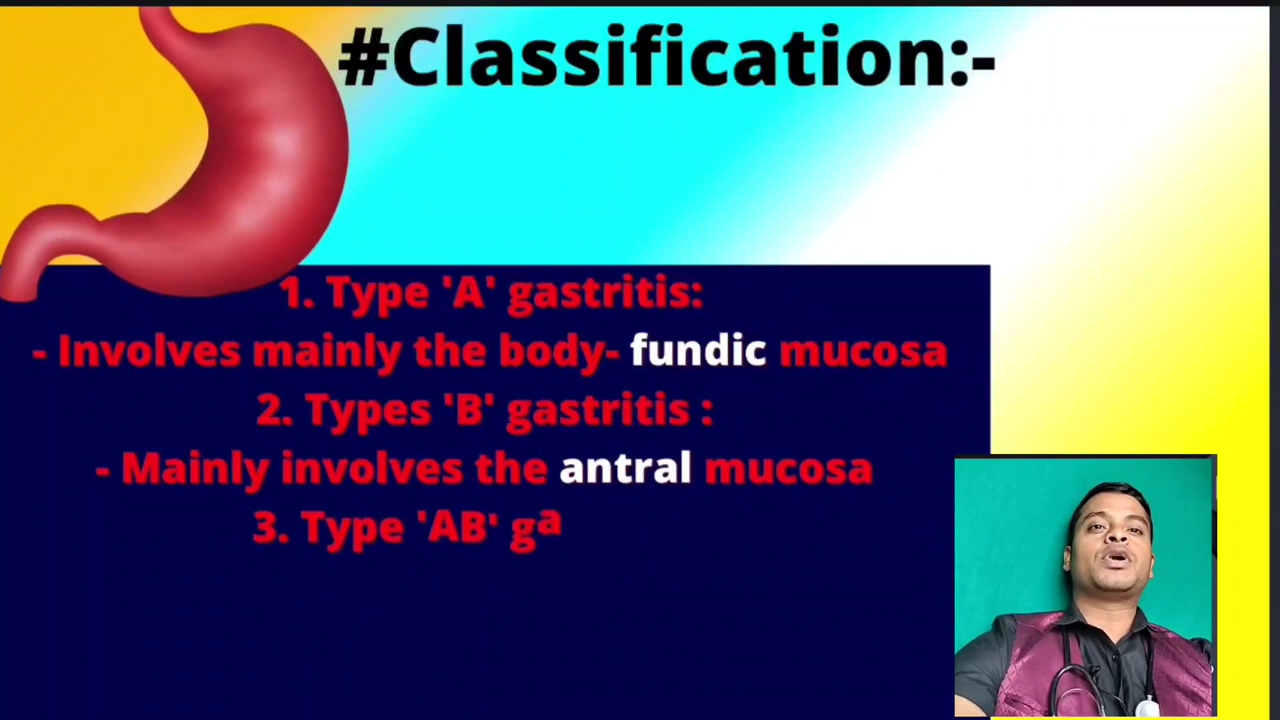 #Classification:-
1. Type 'A' gastritis:
- Involves mainly the body- fundic mucosa
2. Types 'B' gastritis :
- Mainly involves the antral mucosa
3. Type 'AB' ga